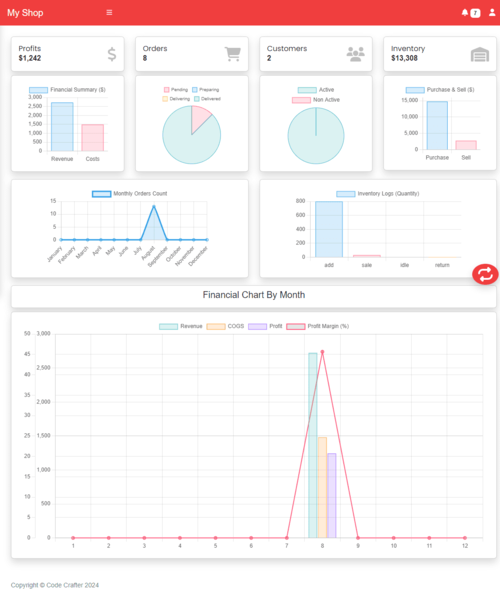 My Shop
7
Profits
$1,242
Orders
8
Customers
2
Inventory
$13,308
Financial Summary ($)
3,000
2,500
2,000
1,500
1,000
500
0
Revenue Costs
Pending Preparing
Delivering Delivered
Active
Non Active
Purchase & Sell ($)
15,000
10,000
5,000
0
Purchase Sell
Monthly Orders Count
15
10
5
0
January February March April May June July August September October November December
Inventory Logs (Quantity)
800
600
400
200
0
add sale idle return
Financial Chart By Month
Revenue COGS Profit Profit Margin (%)
50 3,000
45
40 2,500
35
30 2,000
25 1,500
20
15 1,000
10
5 500
0 0
1 2 3 4 5 6 7 8 9 10 11 12
Copyright © Code Crafter 2024